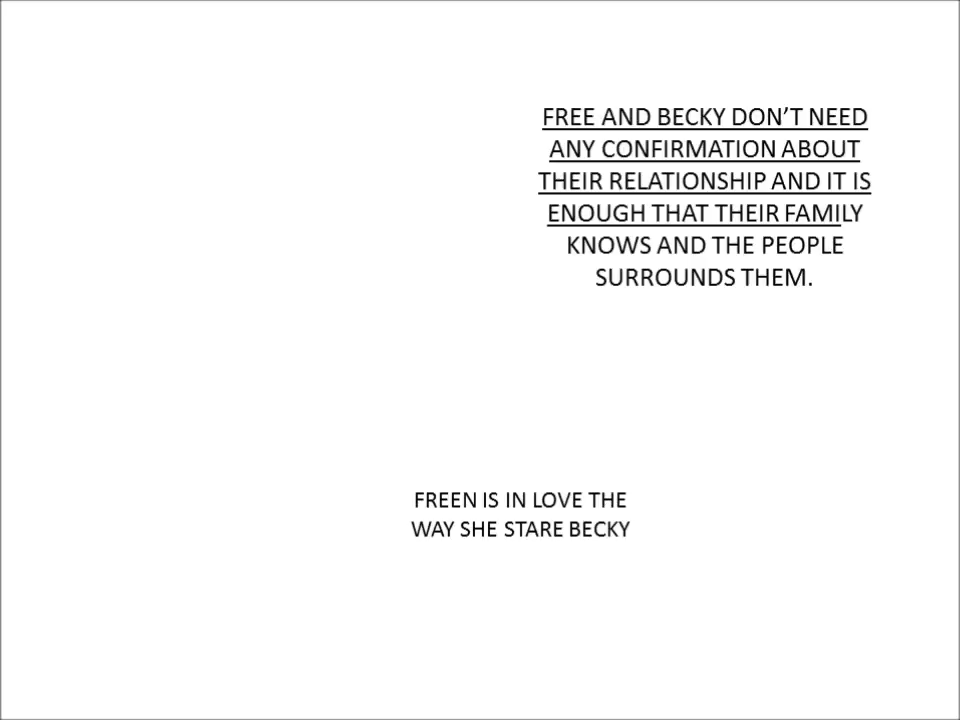 FREE AND BECKY DON’T NEED
ANY CONFIRMATION ABOUT
THEIR RELATIONSHIP AND IT IS
ENOUGH THAT THEIR FAMILY
KNOWS AND THE PEOPLE
SURROUNDS THEM.
FREEN IS IN LOVE THE
WAY SHE STARE BECKY